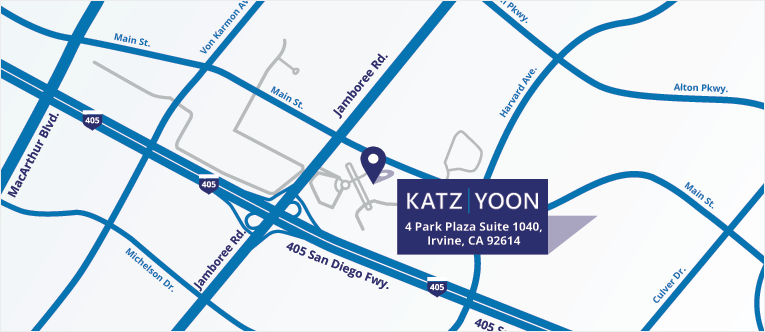 Main St.
Von Karmon Av
Pkwy.
Alton Pkwy.
Jamboree Rd.
Harvard Ave.
Main St.
MacArthur Blvd.
405
405
KATZ | YOON
4 Park Plaza Suite 1040,
Irvine, CA 92614
Main St.
Jamboree Rd.
405 San Diego Fwy.
Michelson Dr.
405
Culver Dr.
405 S